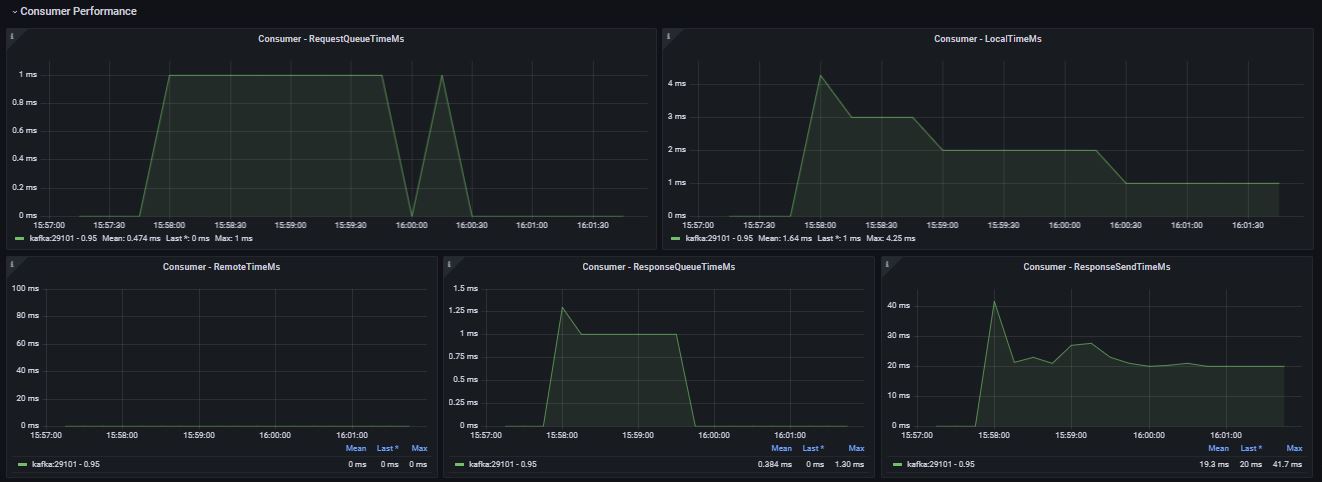 Consumer Performance
i
Consumer - RequestQueueTimeMs
1 ms
0.8 ms
0.6 ms
0.4 ms
0.2 ms
0 ms
15:57:00 15:57:30 15:58:00 15:58:30 15:59:00 15:59:30 16:00:00 16:00:30 16:01:00 16:01:30
kafka:29101 - 0.95 Mean: 0.474 ms Last *: 0 ms Max: 1 ms
i
Consumer - LocalTimeMs
4 ms
3 ms
2 ms
1 ms
0 ms
15:57:00 15:57:30 15:58:00 15:58:30 15:59:00 15:59:30 16:00:00 16:00:30 16:01:00 16:01:30
kafka:29101 - 0.95 Mean: 1.64 ms Last *: 1 ms Max: 4.25 ms
i
Consumer - RemoteTimeMs
100 ms
80 ms
60 ms
40 ms
20 ms
0 ms
15:57:00 15:58:00 15:59:00 16:00:00 16:01:00
Mean Last * Max
kafka:29101 - 0.95 0 ms 0 ms 0 ms
i
Consumer - ResponseQueueTimeMs
1.5 ms
1.25 ms
1 ms
0.75 ms
0.5 ms
0.25 ms
0 ms
15:57:00 15:58:00 15:59:00 16:00:00 16:01:00
Mean Last * Max
kafka:29101 - 0.95 0.384 ms 0 ms 1.30 ms
i
Consumer - ResponseSendTimeMs
40 ms
30 ms
20 ms
10 ms
0 ms
15:57:00 15:58:00 15:59:00 16:00:00 16:01:00
Mean Last * Max
kafka:29101 - 0.95 19.3 ms 20 ms 41.7 ms